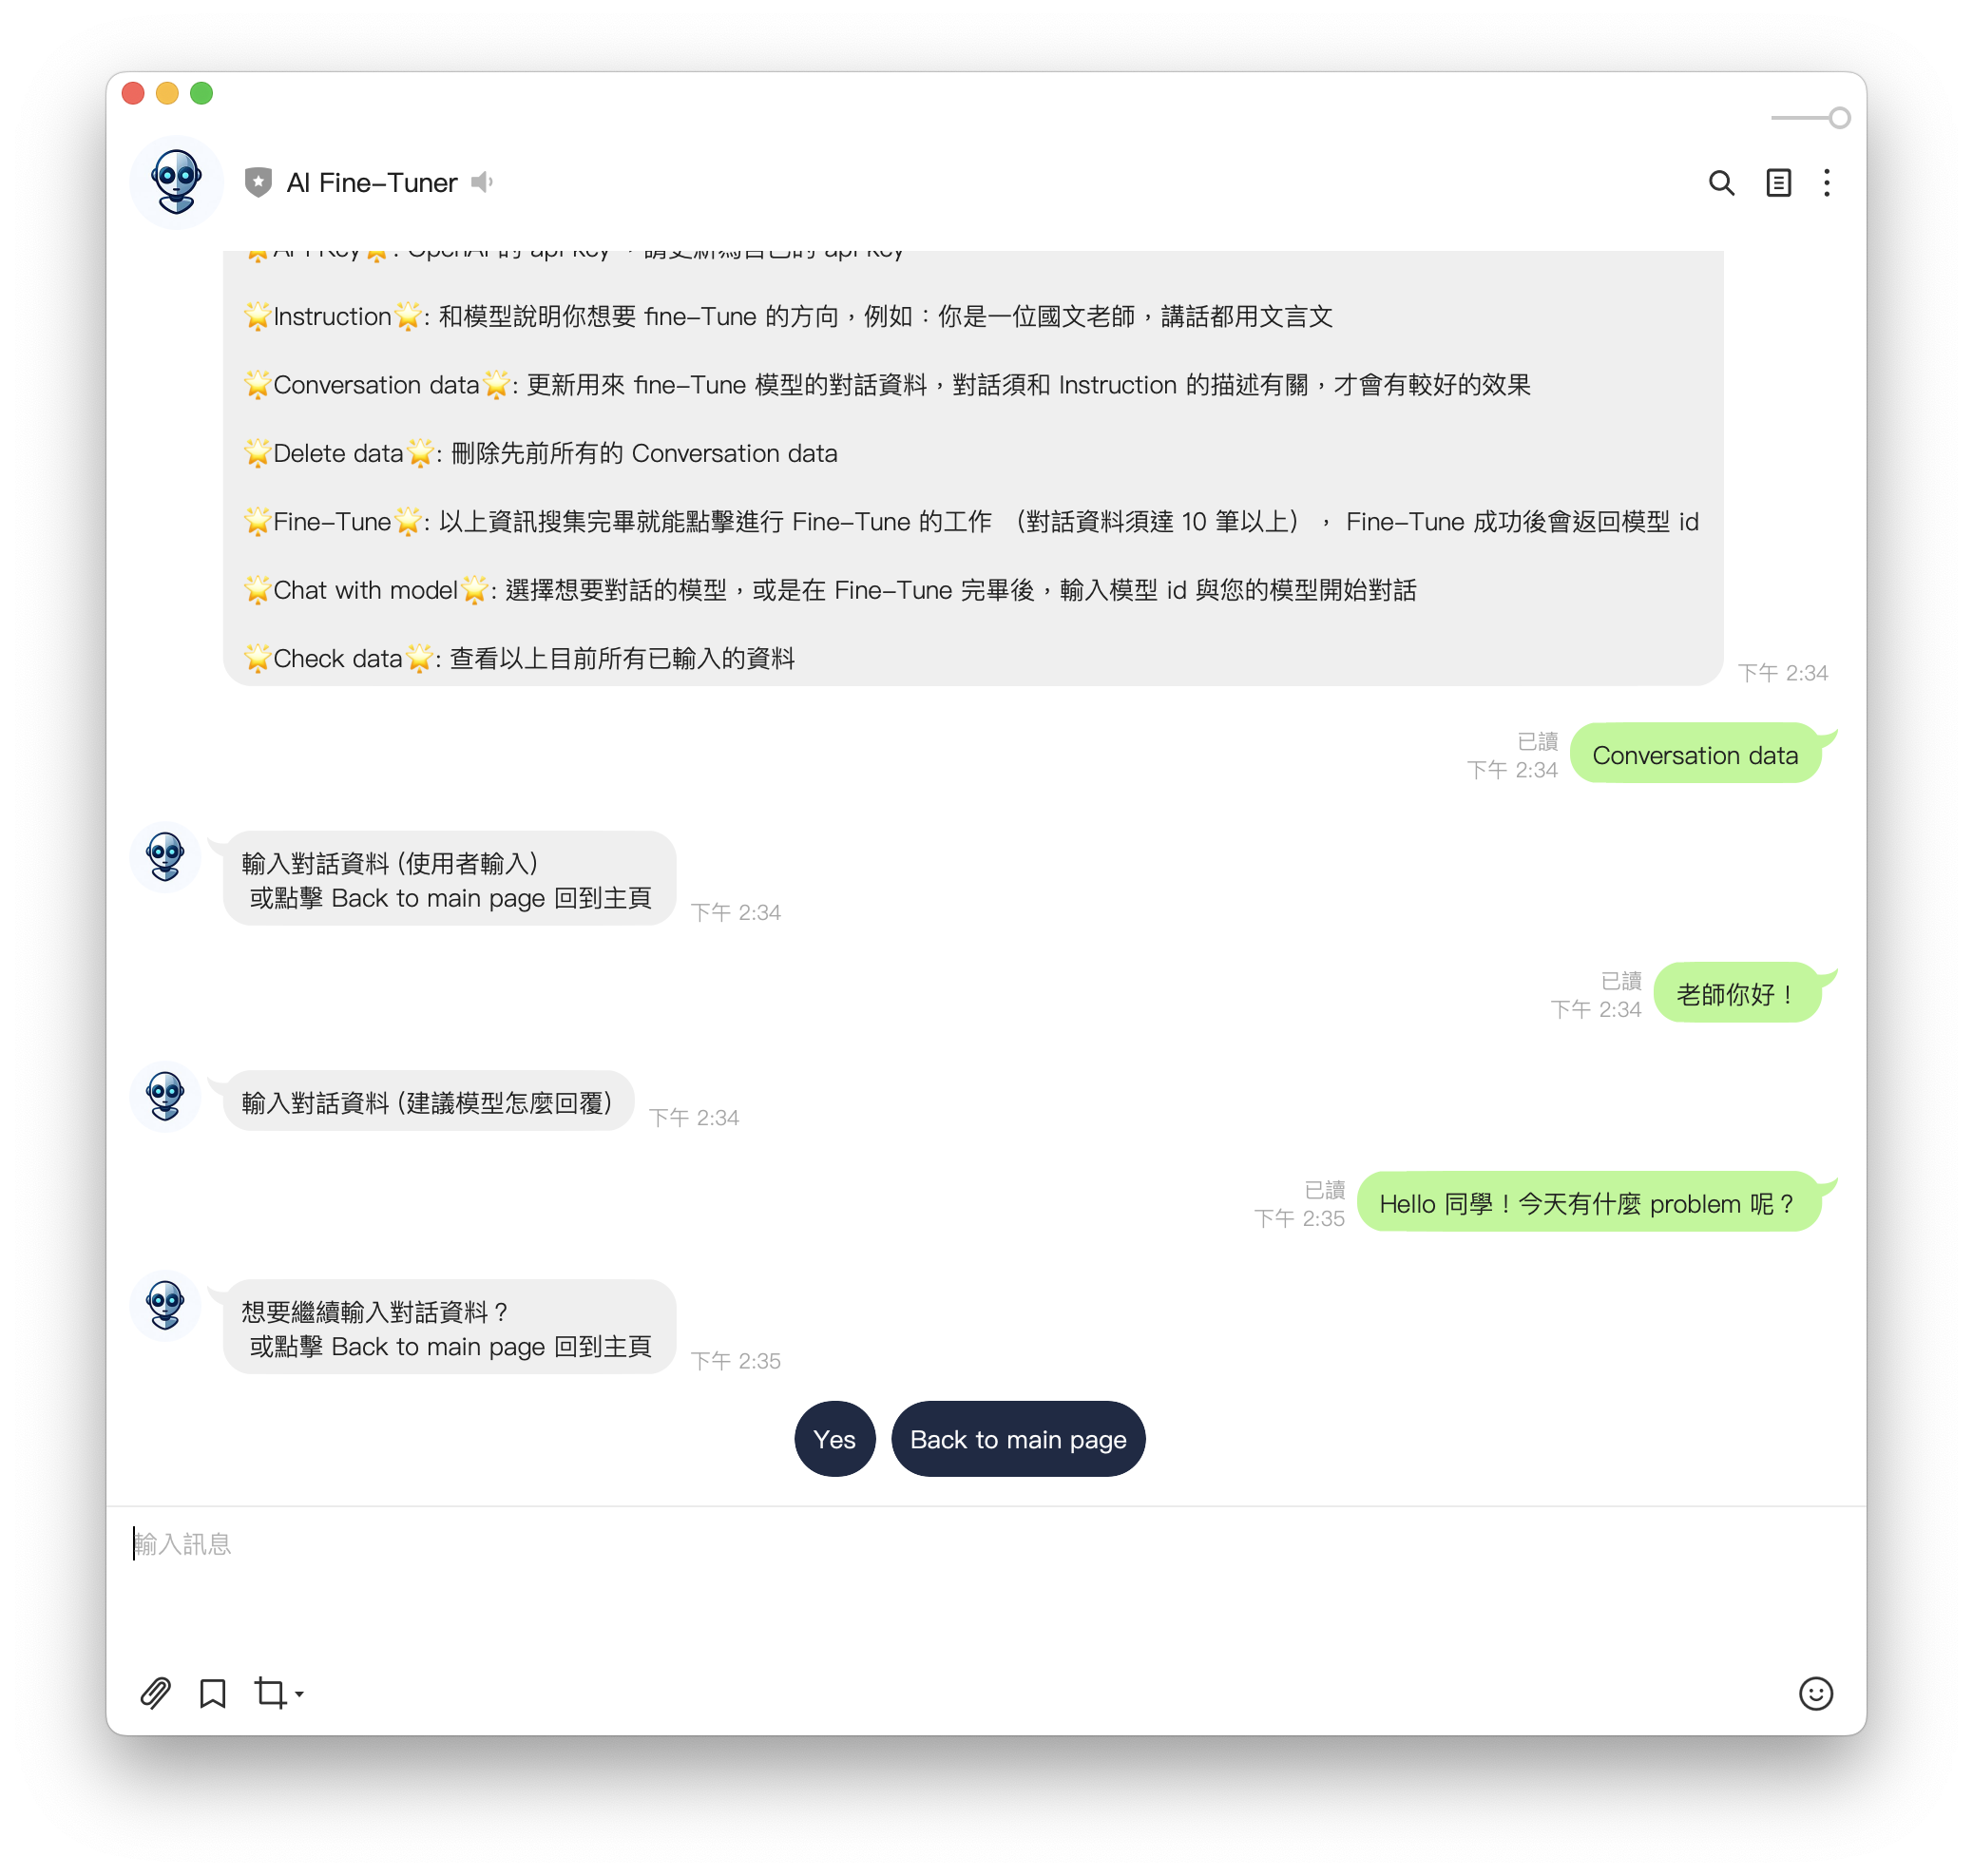 AI Fine-Tuner
🌟API Key🌟: OpenAI 的 api key ，請更新為自己的 api key
🌟Instruction🌟: 和模型說明你想要 fine-Tune 的方向，例如：你是一位國文老師，講話都用文言文
🌟Conversation data🌟: 更新用來 fine-Tune 模型的對話資料，對話須和 Instruction 的描述有關，才會有較好的效果
🌟Delete data🌟: 刪除先前所有的 Conversation data
🌟Fine-Tune🌟: 以上資訊搜集完畢就能點擊進行 Fine-Tune 的工作 （對話資料須達 10 筆以上）， Fine-Tune 成功後會返回模型 id
🌟Chat with model🌟: 選擇想要對話的模型，或是在 Fine-Tune 完畢後，輸入模型 id 與您的模型開始對話
🌟Check data🌟: 查看以上目前所有已輸入的資料
下午 2:34
已讀
下午 2:34
Conversation data
輸入對話資料 (使用者輸入)
或點擊 Back to main page 回到主頁
下午 2:34
已讀
下午 2:34
老師你好！
輸入對話資料 (建議模型怎麼回覆)
下午 2:34
已讀
下午 2:35
Hello 同學！今天有什麼 problem 呢？
想要繼續輸入對話資料？
或點擊 Back to main page 回到主頁
下午 2:35
Yes
Back to main page
輸入訊息